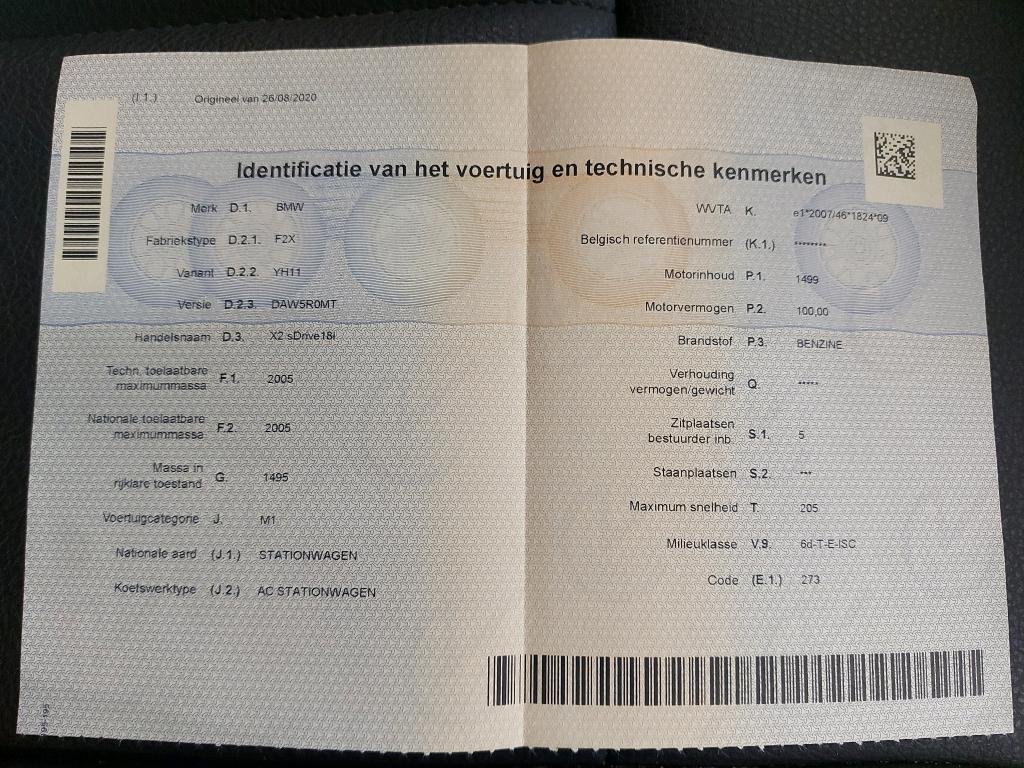 (I.1.) Origineel van 26/08/2020
Identificatie van het voertuig en technische kenmerken
Merk D.1. BMW
Fabriekstype D.2.1. F2X
Variant D.2.2. YH11
Versie D.2.3. DAW5R0MT
Handelsnaam D.3. X2 sDrive18i
Techn. toelaatbare
maximummassa F.1. 2005
Nationale toelaatbare
maximummassa F.2. 2005
Massa in
rijklare toestand G. 1495
Voertuigcategorie J. M1
Nationale aard (J.1.) STATIONWAGEN
Koetswerktype (J.2.) AC STATIONWAGEN
WVTA K. e1*2007/46*1824*09
Belgisch referentienummer (K.1.) ********
Motorinhoud P.1. 1499
Motorvermogen P.2. 100,00
Brandstof P.3. BENZINE
Verhouding
vermogen/gewicht Q. *****
Zitplaatsen
bestuurder inb. S.1. 5
Staanplaatsen S.2. ***
Maximum snelheid T. 205
Milieuklasse V.9. 6d-T-E-ISC
Code (E.1.) 273